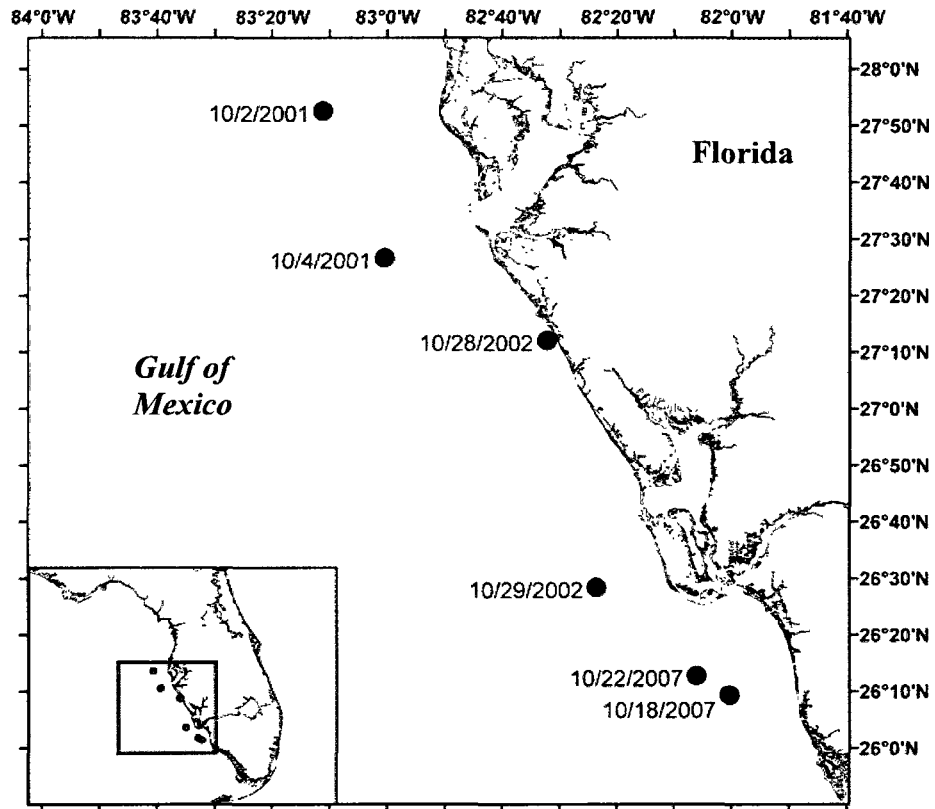 84°0'W 83°40'W 83°20'W 83°0'W 82°40'W 82°20'W 82°0'W 81°40'W
28°0'N
10/2/2001
27°50'N
Florida
27°40'N
27°30'N
10/4/2001
27°20'N
10/28/2002
27°10'N
Gulf of
Mexico
27°0'N
26°50'N
26°40'N
26°30'N
10/29/2002
26°20'N
10/22/2007
26°10'N
10/18/2007
26°0'N